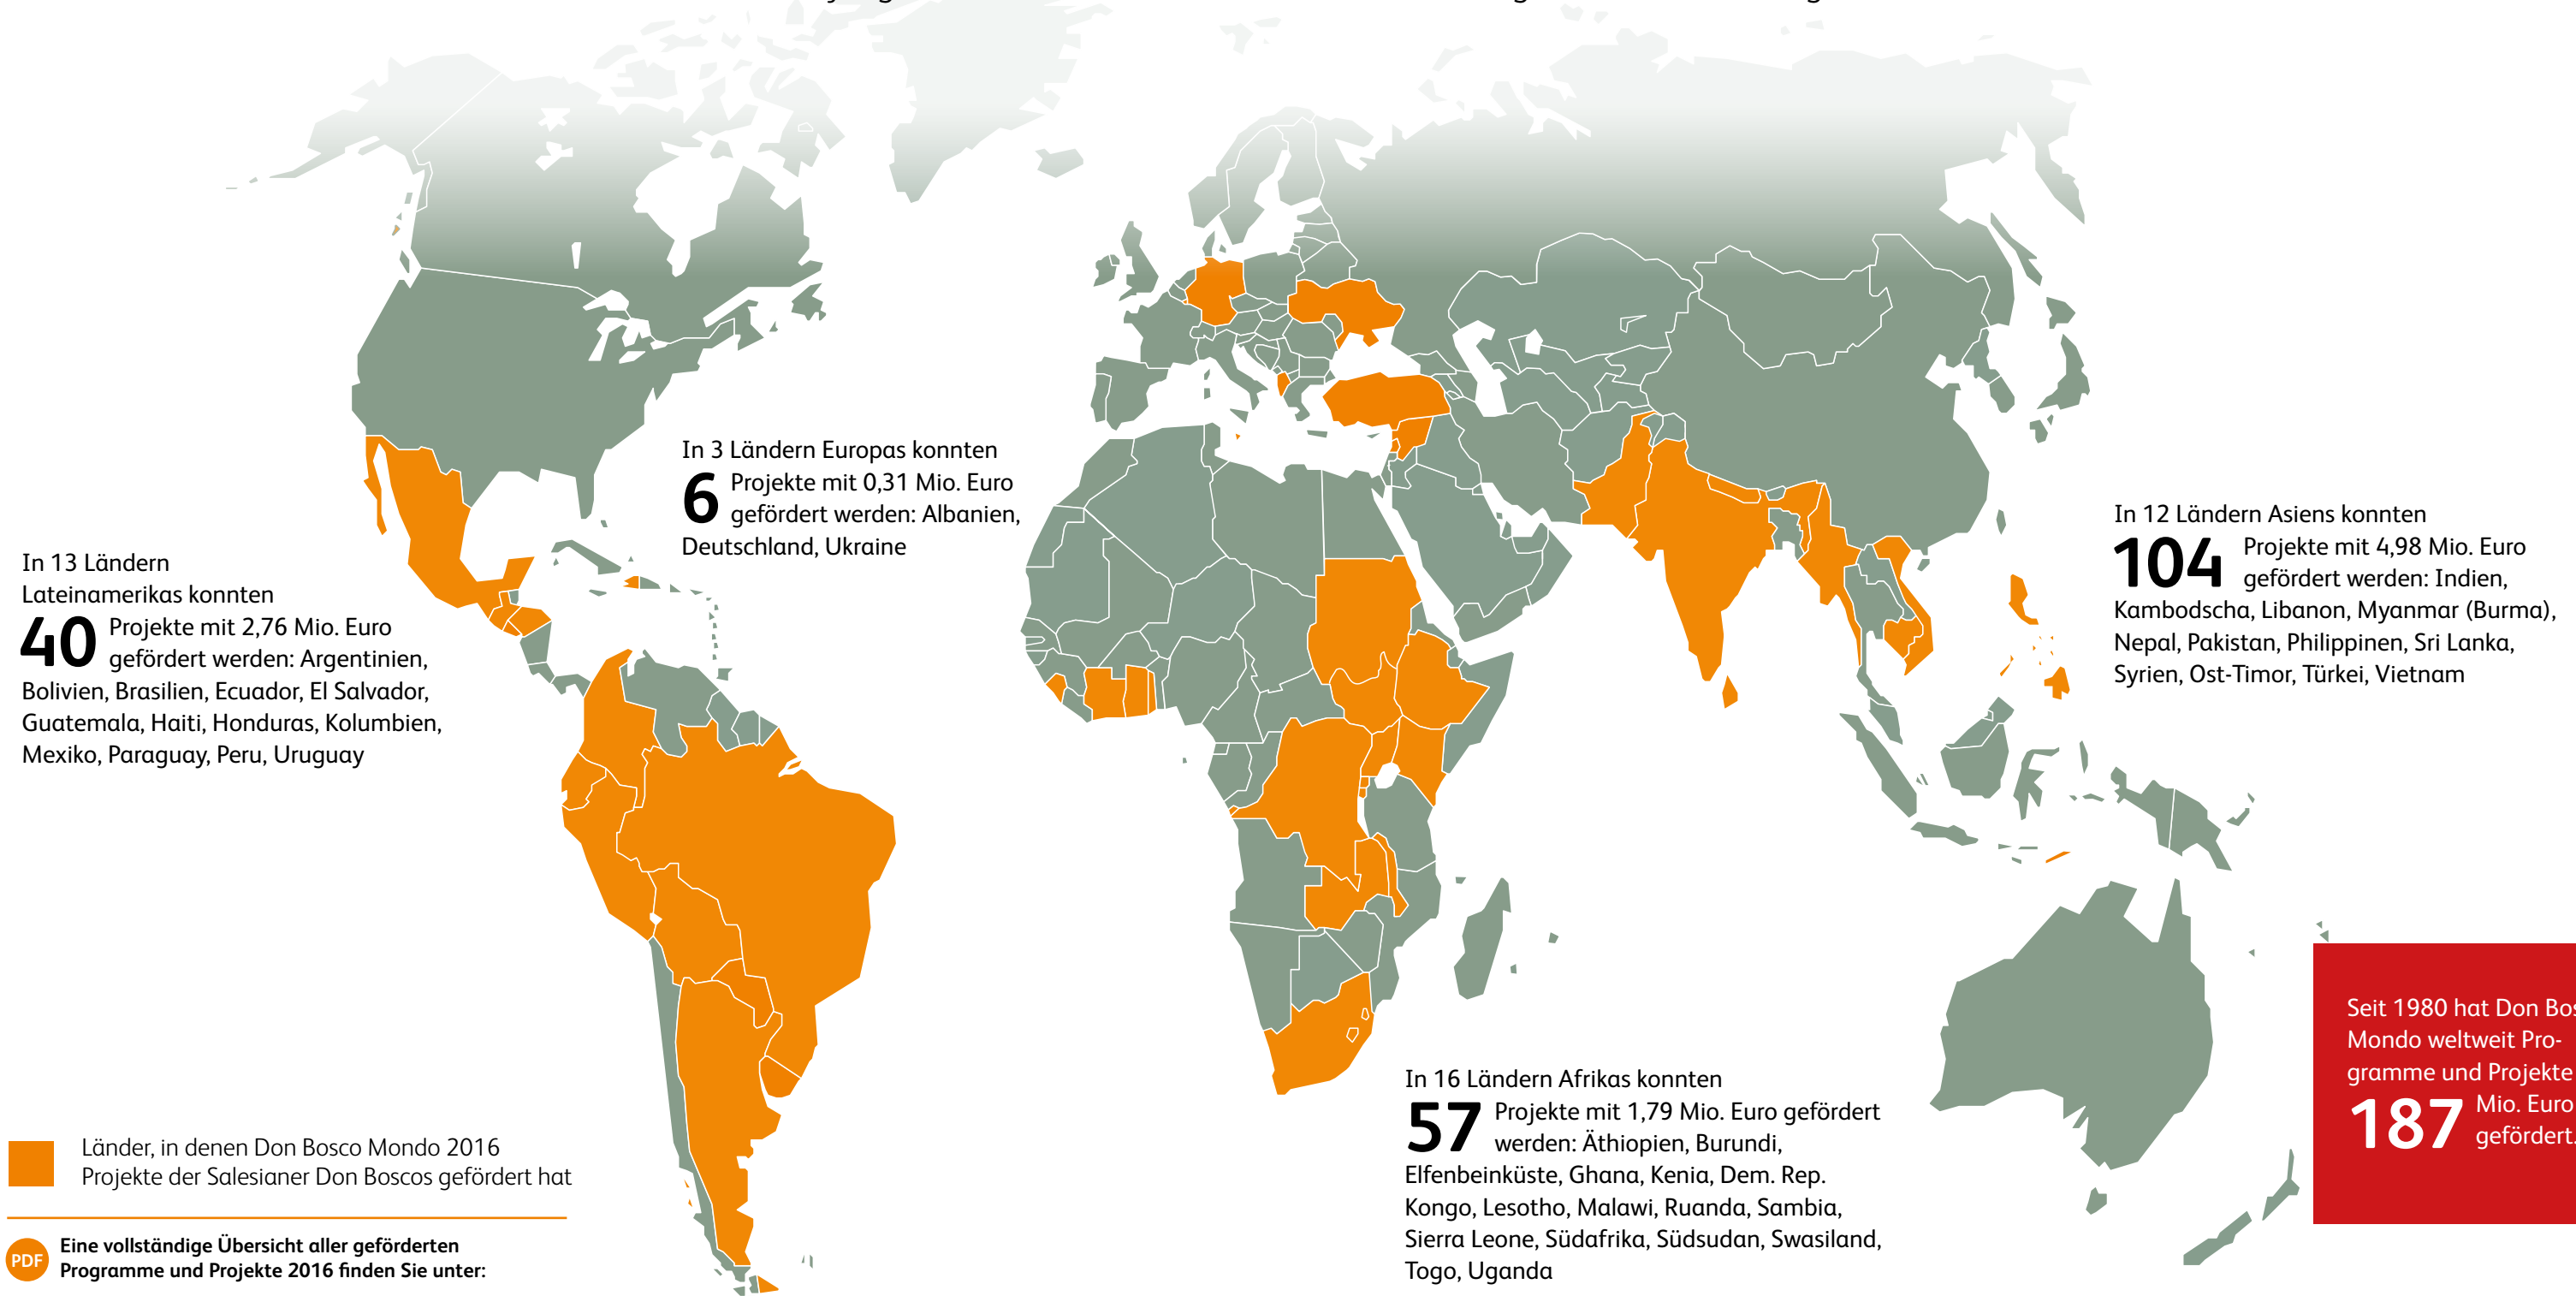 In 3 Ländern Europas konnten
6 Projekte mit 0,31 Mio. Euro
gefördert werden: Albanien,
Deutschland, Ukraine
In 13 Ländern
Lateinamerikas konnten
40 Projekte mit 2,76 Mio. Euro
gefördert werden: Argentinien,
Bolivien, Brasilien, Ecuador, El Salvador,
Guatemala, Haiti, Honduras, Kolumbien,
Mexiko, Paraguay, Peru, Uruguay
In 12 Ländern Asiens konnten
104 Projekte mit 4,98 Mio. Euro
gefördert werden: Indien,
Kambodscha, Libanon, Myanmar (Burma),
Nepal, Pakistan, Philippinen, Sri Lanka,
Syrien, Ost-Timor, Türkei, Vietnam
In 16 Ländern Afrikas konnten
57 Projekte mit 1,79 Mio. Euro gefördert
werden: Äthiopien, Burundi,
Elfenbeinküste, Ghana, Kenia, Dem. Rep.
Kongo, Lesotho, Malawi, Ruanda, Sambia,
Sierra Leone, Südafrika, Südsudan, Swasiland,
Togo, Uganda
Seit 1980 hat Don Bos
Mondo weltweit Pro-
gramme und Projekte
187 Mio. Euro
gefördert.
Länder, in denen Don Bosco Mondo 2016
Projekte der Salesianer Don Boscos gefördert hat
PDF
Eine vollständige Übersicht aller geförderten
Programme und Projekte 2016 finden Sie unter: